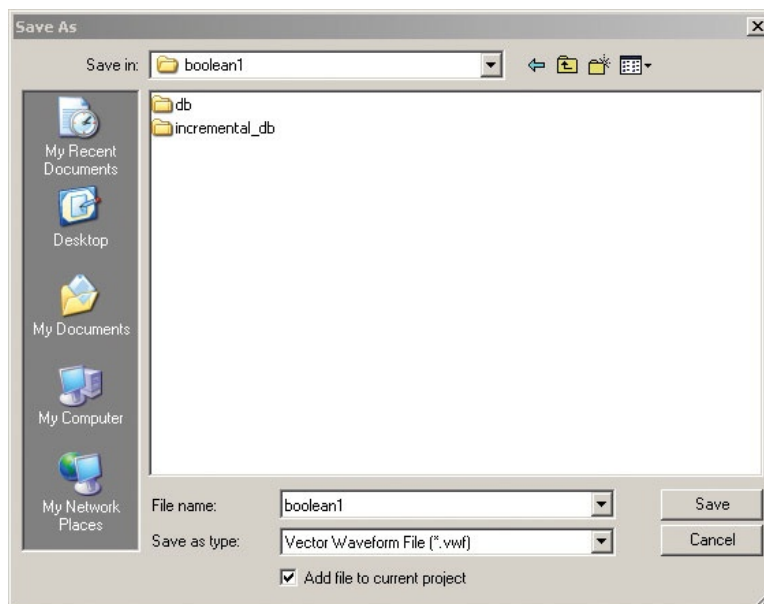 Save As
Save in: boolean1
db
incremental_db
My Recent
Documents
Desktop
My Documents
My Computer
My Network
Places
File name: boolean1 Save
Save as type: Vector Waveform File (*.vwf) Cancel
Add file to current project